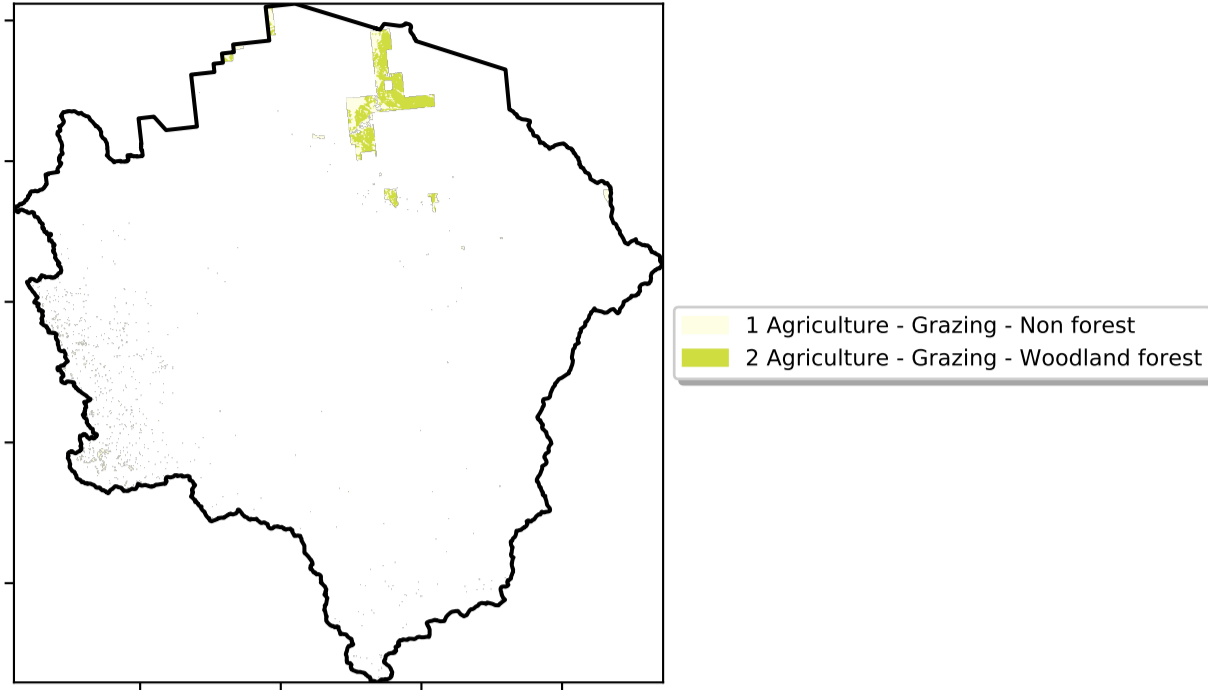 1 Agriculture - Grazing - Non forest
2 Agriculture - Grazing - Woodland forest